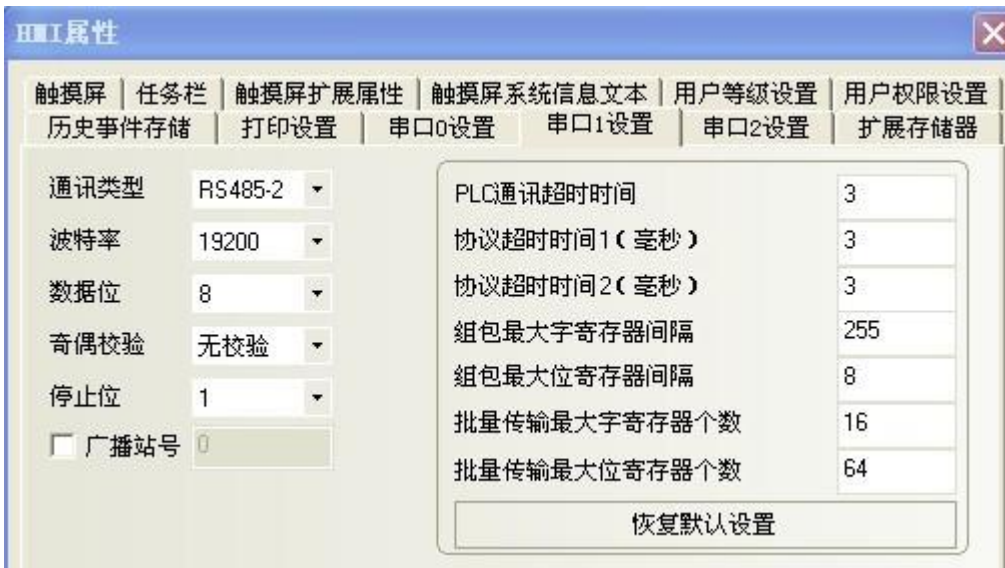 HMI属性
触摸屏 任务栏 触摸屏扩展属性 触摸屏系统信息文本 用户等级设置 用户权限设置
历史事件存储 打印设置 串口0设置 串口1设置 串口2设置 扩展存储器
通讯类型 RS485-2
波特率 19200
数据位 8
奇偶校验 无校验
停止位 1
广播站号 0
PLC通讯超时时间 3
协议超时时间1(毫秒) 3
协议超时时间2(毫秒) 3
组包最大字寄存器间隔 255
组包最大位寄存器间隔 8
批量传输最大字寄存器个数 16
批量传输最大位寄存器个数 64
恢复默认设置